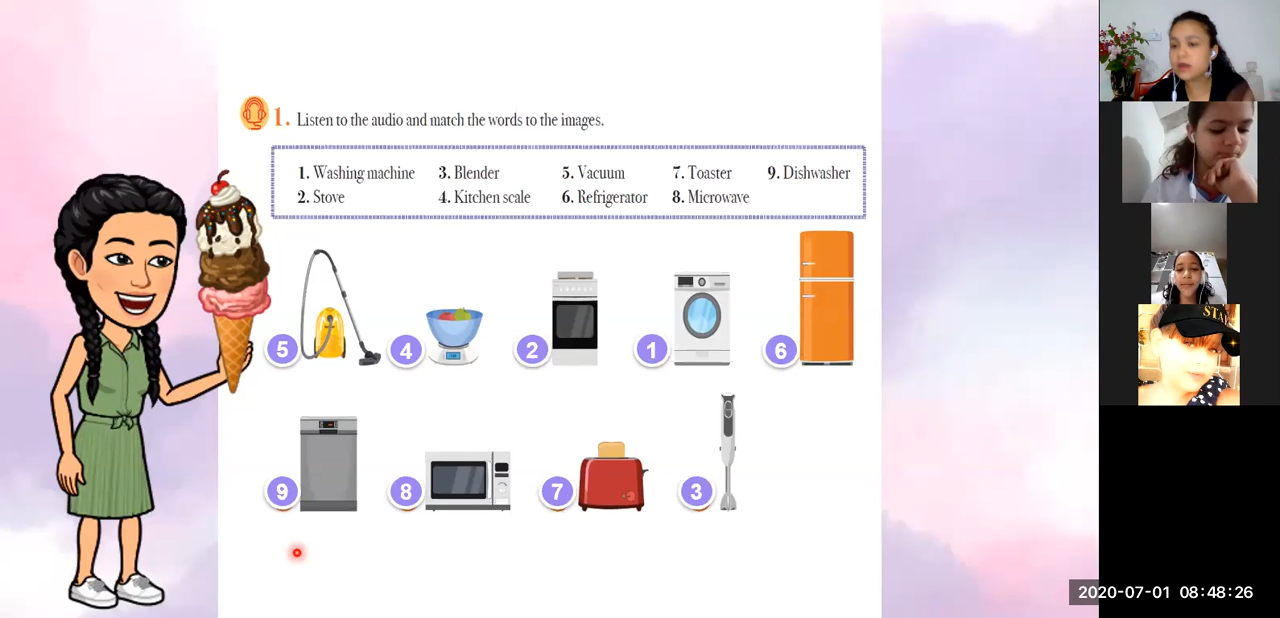 1. Listen to the audio and match the words to the images.
1. Washing machine 3. Blender 5. Vacuum 7. Toaster 9. Dishwasher
2. Stove 4. Kitchen scale 6. Refrigerator 8. Microwave
5 4 2 1 6
9 8 7 3
STA
2020-07-01 08:48:26